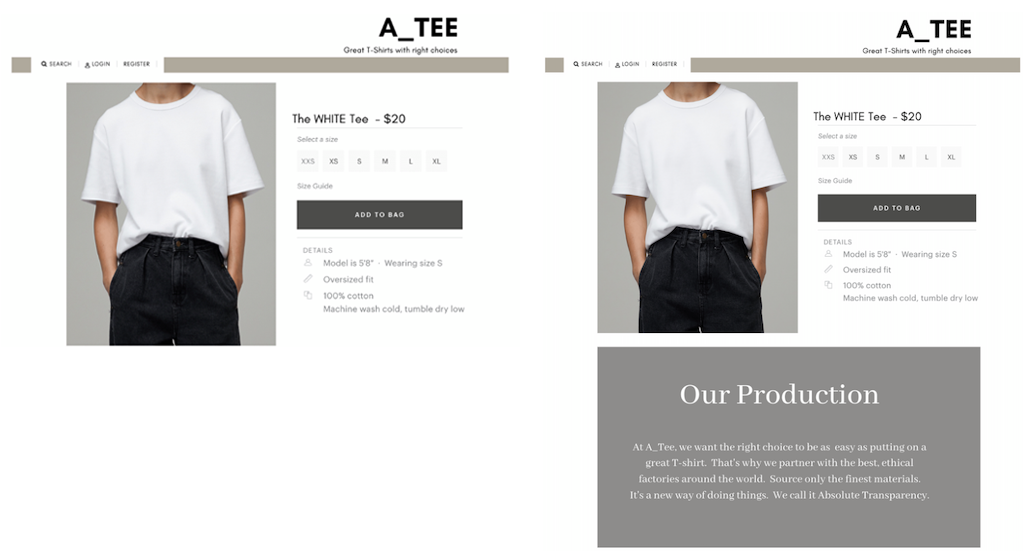 A_TEE
Great T-Shirts with right choices
SEARCH LOGIN REGISTER
The WHITE Tee - $20
Select a size
XXS XS S M L XL
Size Guide
ADD TO BAG
DETAILS
Model is 5'8" · Wearing size S
Oversized fit
100% cotton
Machine wash cold, tumble dry low
A_TEE
Great T-Shirts with right choices
SEARCH LOGIN REGISTER
The WHITE Tee - $20
Select a size
XXS XS S M L XL
Size Guide
ADD TO BAG
DETAILS
Model is 5'8" · Wearing size S
Oversized fit
100% cotton
Machine wash cold, tumble dry low
Our Production
At A_Tee, we want the right choice to be as easy as putting on a
great T-shirt. That's why we partner with the best, ethical
factories around the world. Source only the finest materials.
It's a new way of doing things. We call it Absolute Transparency.